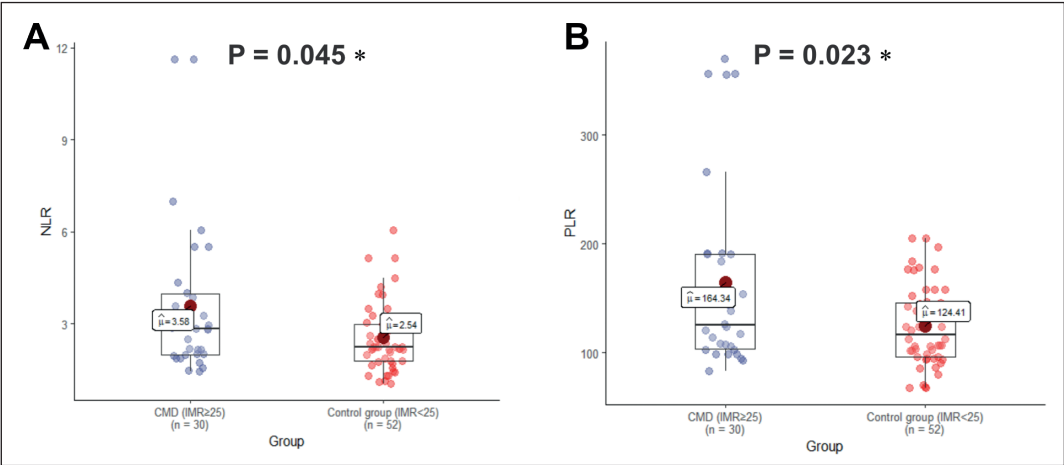 A
P = 0.045 *
12
9
6
3
NLR
μ̂=3.58
μ̂=2.54
CMD (IMR≥25)
(n = 30)
Control group (IMR<25)
(n = 52)
Group
B
P = 0.023 *
300
200
100
PLR
μ̂=164.34
μ̂=124.41
CMD (IMR≥25)
(n = 30)
Control group (IMR<25)
(n = 52)
Group